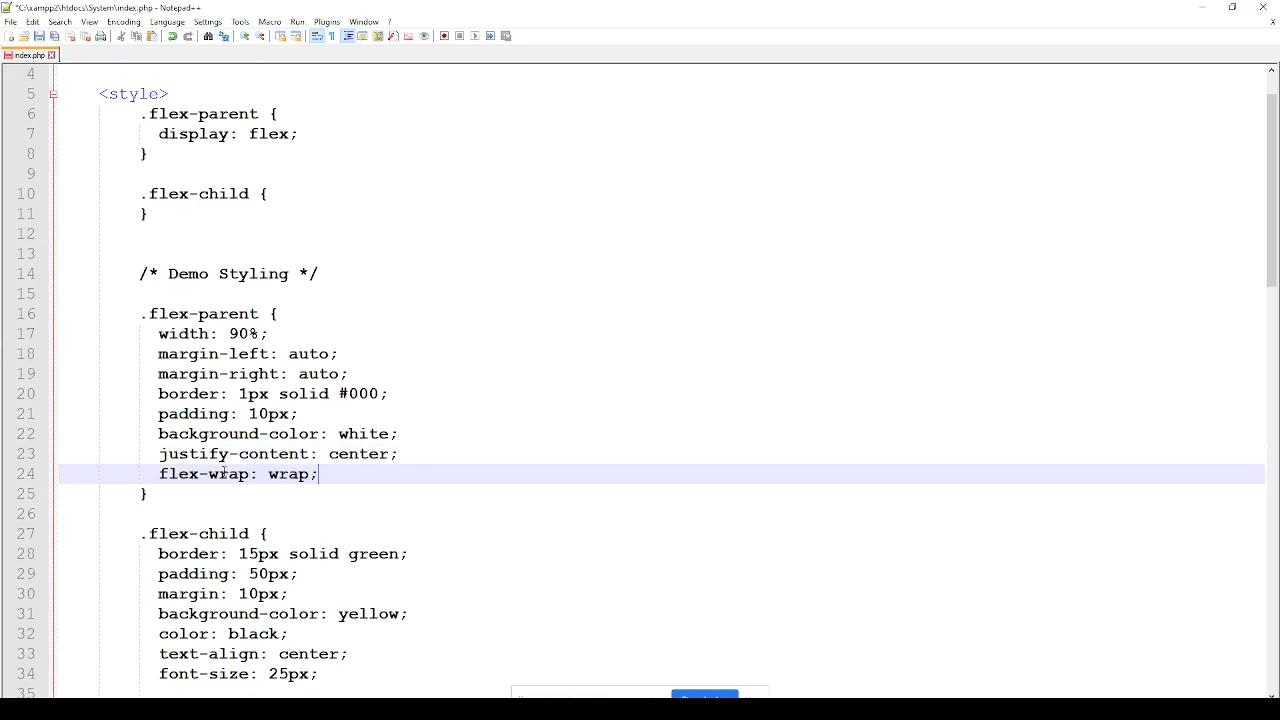 *C:\xampp2\htdocs\System\index.php - Notepad++
File Edit Search View Encoding Language Settings Tools Macro Run Plugins Window ?
X
index.php
4
5 <style>
6 .flex-parent {
7 display: flex;
8 }
9
10 .flex-child {
11 }
12
13
14 /* Demo Styling */
15
16 .flex-parent {
17 width: 90%;
18 margin-left: auto;
19 margin-right: auto;
20 border: 1px solid #000;
21 padding: 10px;
22 background-color: white;
23 justify-content: center;
24 flex-wrap: wrap;
25 }
26
27 .flex-child {
28 border: 15px solid green;
29 padding: 50px;
30 margin: 10px;
31 background-color: yellow;
32 color: black;
33 text-align: center;
34 font-size: 25px;
35